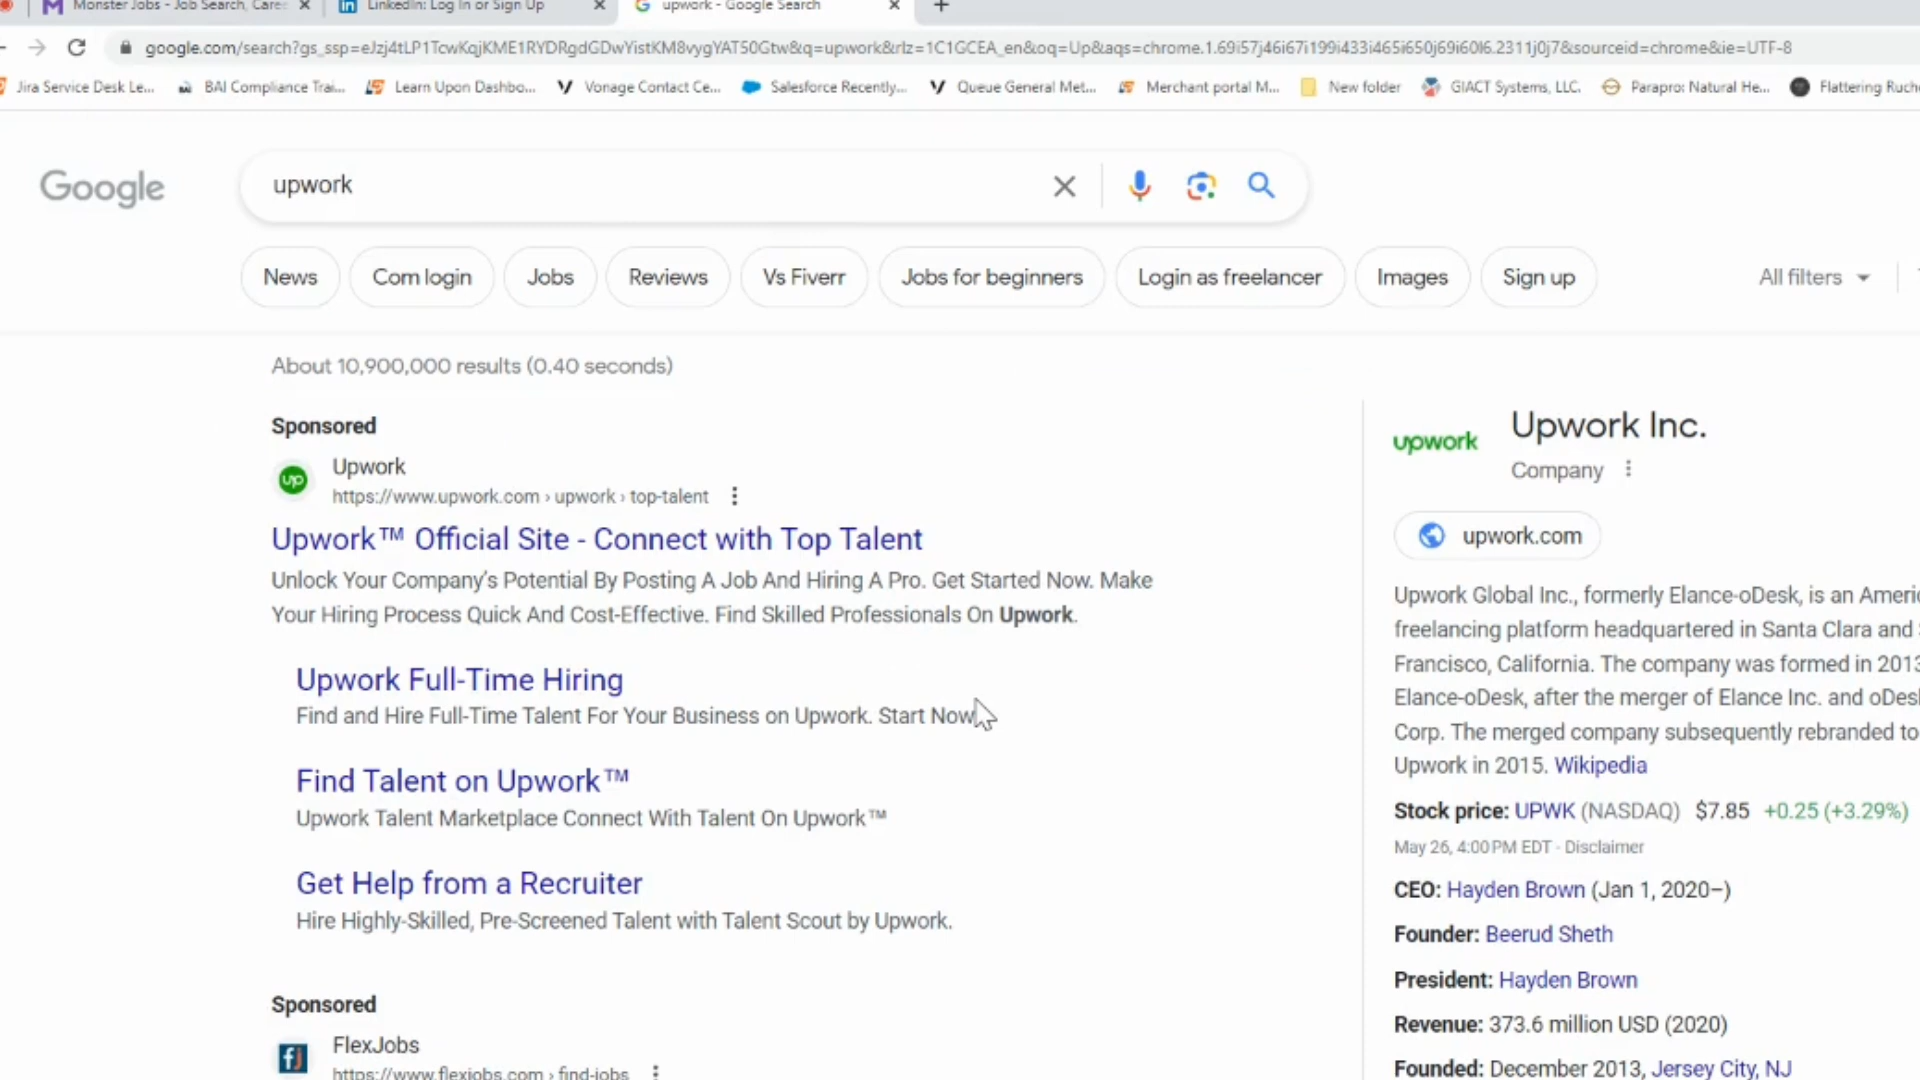 Monster Jobs - Job Search, Caree
LinkedIn: Log In or Sign Up
upwork - Google Search
google.com/search?gs_ssp=eJzj4tLP1TcwKqjKME1RYDRgdGDwYistKM8vygYAT50Gtw&q=upwork&rlz=1C1GCEA_en&oq=Up&aqs=chrome.1.69i57j46i67i199i433i465i650j69i60l6.2311j0j7&sourceid=chrome&ie=UTF-8
Jira Service Desk Le...
BAI Compliance Trai...
Learn Upon Dashbo...
Vonage Contact Ce...
Salesforce Recently...
Queue General Met...
Merchant portal M...
New folder
GIACT Systems, LLC.
Parapro: Natural He...
Flattering Ruch
Google
upwork
News
Com login
Jobs
Reviews
Vs Fiverr
Jobs for beginners
Login as freelancer
Images
Sign up
All filters
About 10,900,000 results (0.40 seconds)
Sponsored
up
Upwork
https://www.upwork.com › upwork › top-talent
Upwork™ Official Site - Connect with Top Talent
Unlock Your Company's Potential By Posting A Job And Hiring A Pro. Get Started Now. Make
Your Hiring Process Quick And Cost-Effective. Find Skilled Professionals On Upwork.
Upwork Full-Time Hiring
Find and Hire Full-Time Talent For Your Business on Upwork. Start Now
Find Talent on Upwork™
Upwork Talent Marketplace Connect With Talent On Upwork™
Get Help from a Recruiter
Hire Highly-Skilled, Pre-Screened Talent with Talent Scout by Upwork.
Sponsored
fj
FlexJobs
https://www.flexjobs.com › find-jobs
upwork
Upwork Inc.
Company
upwork.com
Upwork Global Inc., formerly Elance-oDesk, is an Americ
freelancing platform headquartered in Santa Clara and S
Francisco, California. The company was formed in 2013
Elance-oDesk, after the merger of Elance Inc. and oDesk
Corp. The merged company subsequently rebranded to
Upwork in 2015. Wikipedia
Stock price: UPWK (NASDAQ) $7.85 +0.25 (+3.29%)
May 26, 4:00 PM EDT - Disclaimer
CEO: Hayden Brown (Jan 1, 2020–)
Founder: Beerud Sheth
President: Hayden Brown
Revenue: 373.6 million USD (2020)
Founded: December 2013, Jersey City, NJ